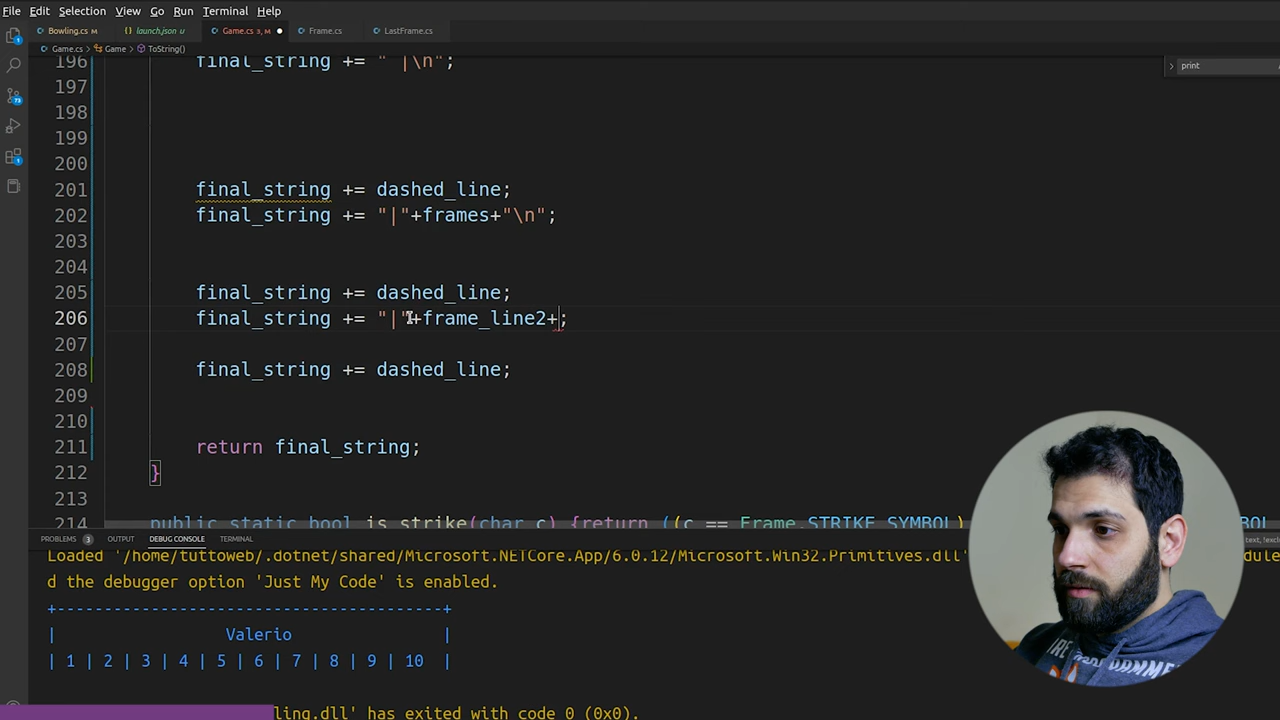 File Edit Selection View Go Run Terminal Help
Bowling.cs M launch.json U Game.cs 3, M Frame.cs LastFrame.cs
Game.cs Game ToString()
print
196 final_string += " |\n";
197
198
199
200
201 final_string += dashed_line;
202 final_string += "|"+frames+"\n";
203
204
205 final_string += dashed_line;
206 final_string += "|"+frame_line2+;
207
208 final_string += dashed_line;
209
210
211 return final_string;
212 }
213
214 public static bool is_strike(char c) {return ((c == Frame.STRIKE_SYMBOL)
PROBLEMS 3 OUTPUT DEBUG CONSOLE TERMINAL
Loaded '/home/tuttoweb/.dotnet/shared/Microsoft.NETCore.App/6.0.12/Microsoft.Win32.Primitives.dll'
d the debugger option 'Just My Code' is enabled.
+-----------------------------------------+
| Valerio |
| 1 | 2 | 3 | 4 | 5 | 6 | 7 | 8 | 9 | 10 |
ling.dll' has exited with code 0 (0x0).